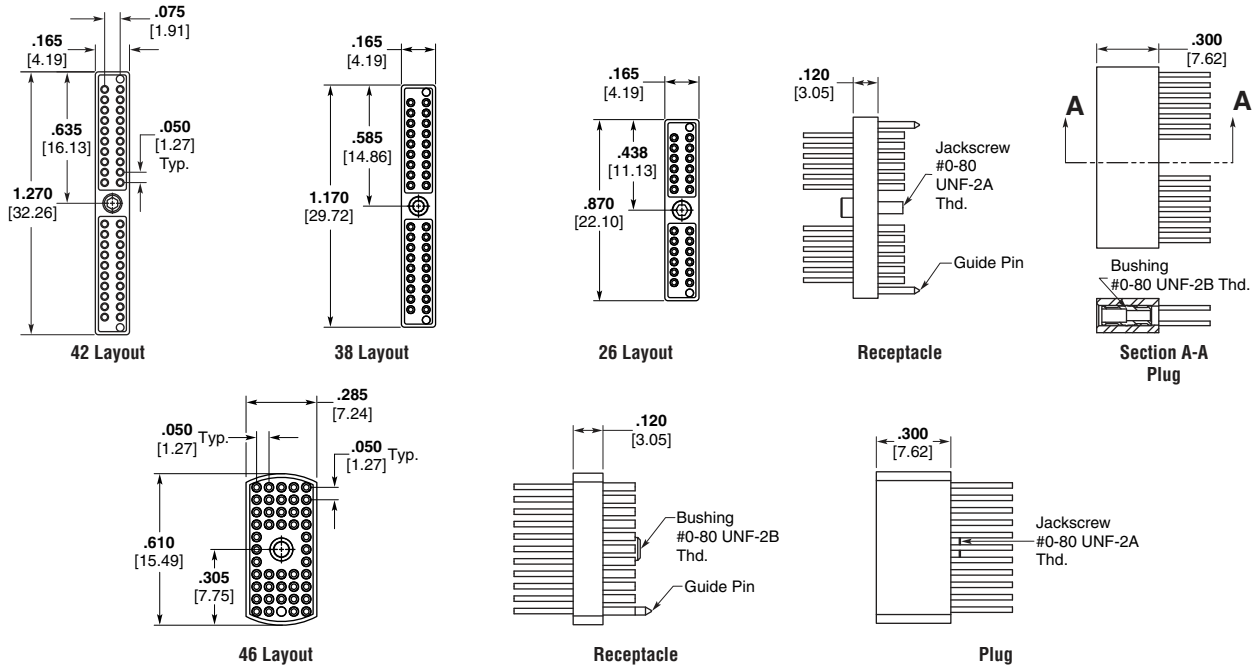 .075
[1.91]
.165
[4.19]
.635
[16.13]
.050
[1.27]
Typ.
1.270
[32.26]
42 Layout
.165
[4.19]
.585
[14.86]
1.170
[29.72]
38 Layout
.165
[4.19]
.438
[11.13]
.870
[22.10]
26 Layout
.120
[3.05]
Jackscrew
#0-80
UNF-2A
Thd.
Guide Pin
Receptacle
.300
[7.62]
A
A
Bushing
#0-80 UNF-2B Thd.
Section A-A
Plug
.285
[7.24]
.050
[1.27] Typ.
.050
[1.27] Typ.
.610
[15.49]
.305
[7.75]
46 Layout
.120
[3.05]
Bushing
#0-80 UNF-2B
Thd.
Guide Pin
Receptacle
.300
[7.62]
Jackscrew
#0-80 UNF-2A
Thd.
Plug